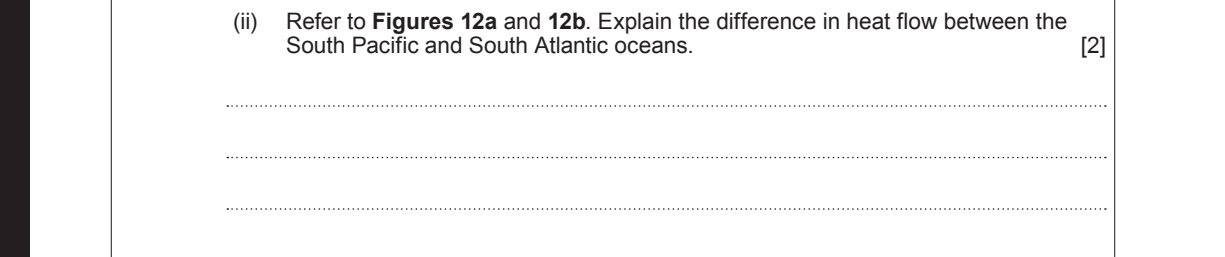 (ii) Refer to Figures 12a and 12b. Explain the difference in heat flow between the
South Pacific and South Atlantic oceans. [2]